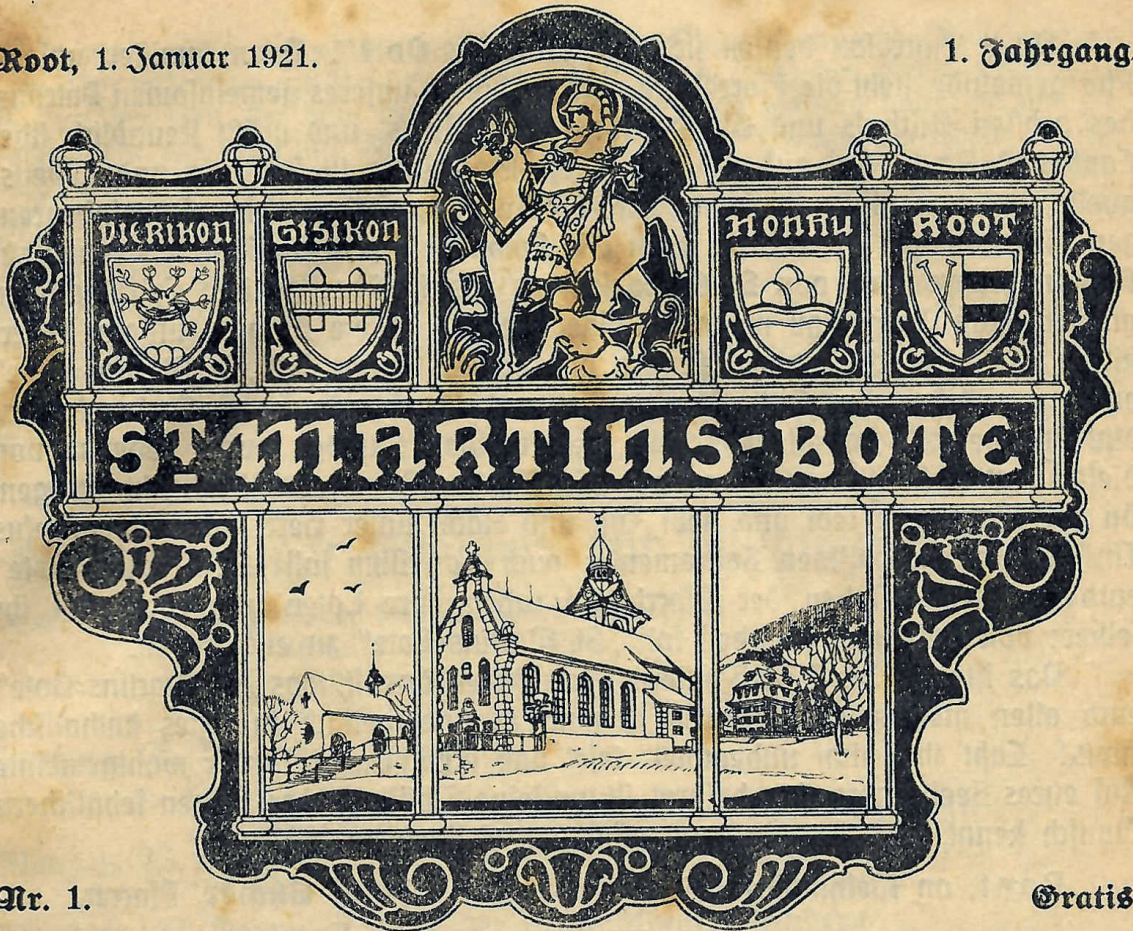 Root, 1. Januar 1921.
1. Jahrgang.
DIERIKON
GISIKON
HONAU
ROOT
ST MARTINS-BOTE
Nr. 1.
Gratis